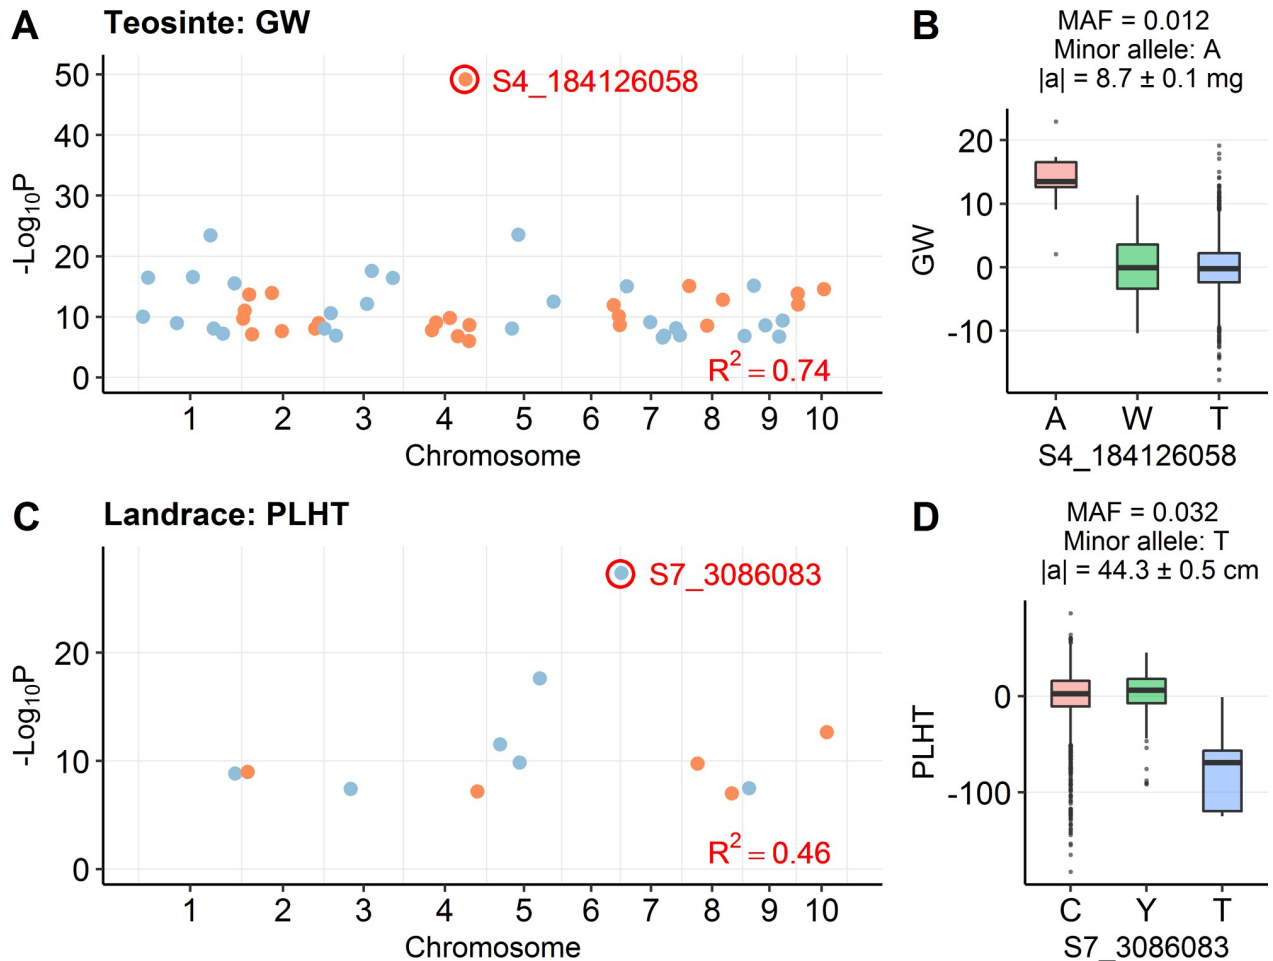 A
Teosinte: GW
S4_184126058
50
40
30
20
10
0
-Log10P
R2 = 0.74
1 2 3 4 5 6 7 8 9 10
Chromosome
B
MAF = 0.012
Minor allele: A
|a| = 8.7 ± 0.1 mg
20
10
0
-10
GW
A W T
S4_184126058
C
Landrace: PLHT
S7_3086083
20
10
0
-Log10P
R2 = 0.46
1 2 3 4 5 6 7 8 9 10
Chromosome
D
MAF = 0.032
Minor allele: T
|a| = 44.3 ± 0.5 cm
0
-100
PLHT
C Y T
S7_3086083